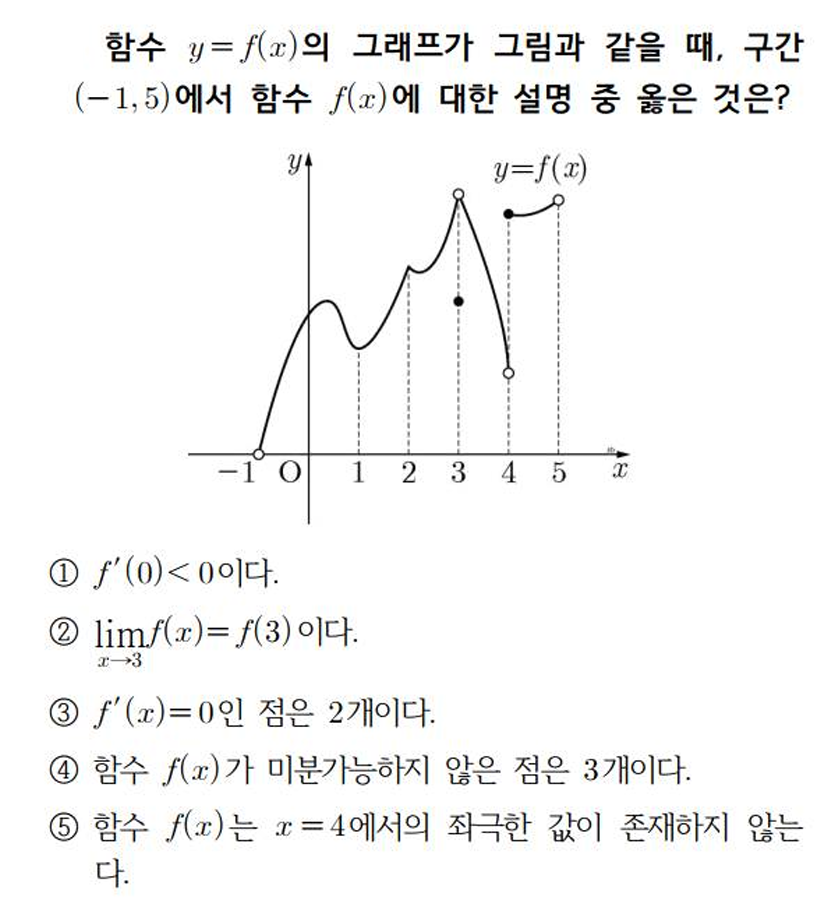 함수 y=f(x)의 그래프가 그림과 같을 때, 구간
(-1,5)에서 함수 f(x)에 대한 설명 중 옳은 것은?
y
y=f(x)
-1 O 1 2 3 4 5 x
① f′(0)<0이다.
② lim f(x)=f(3)이다.
x→3
③ f′(x)=0인 점은 2개이다.
④ 함수 f(x)가 미분가능하지 않은 점은 3개이다.
⑤ 함수 f(x)는 x=4에서의 좌극한 값이 존재하지 않는
다.